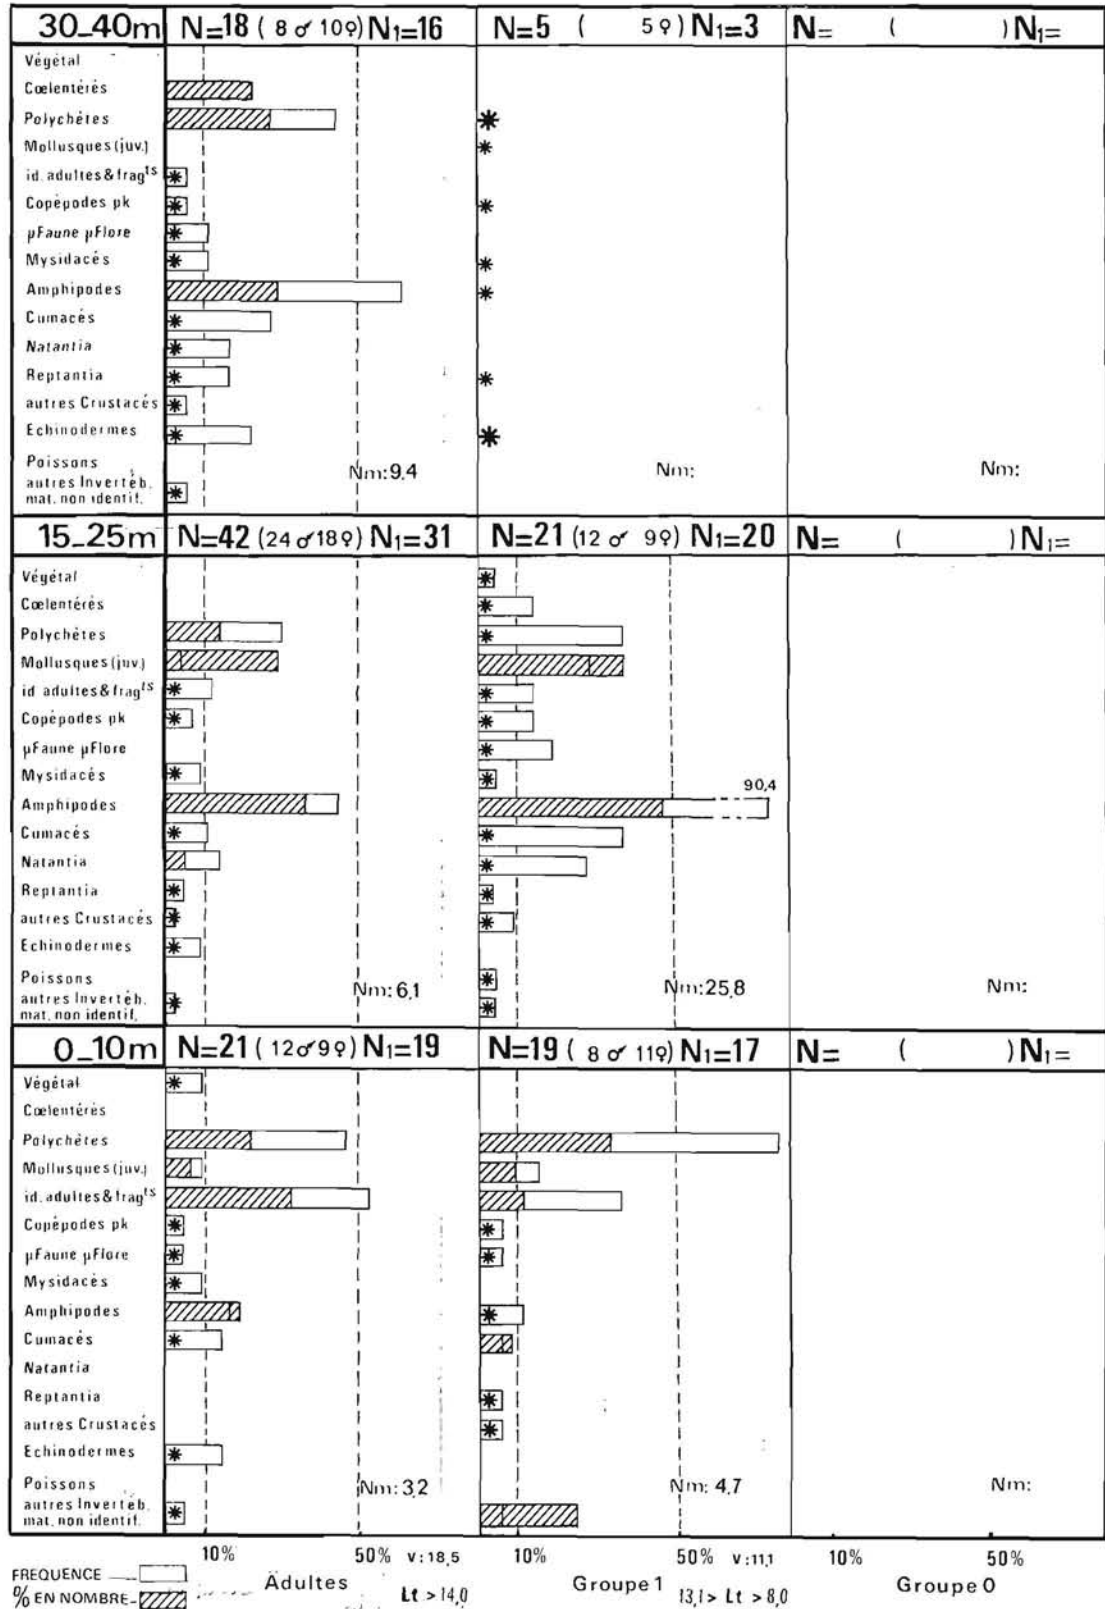 30_40m N=18 ( 8 ♂ 10♀) N1=16 N=5 ( 5♀) N1=3 N= ( ) N1=
Végétal
Cœlentérés
Polychètes
Mollusques (juv.)
id. adultes & frag ts
Copépodes pk
µFaune µFlore
Mysidacés
Amphipodes
Cumacés
Natantia
Reptantia
autres Crustacés
Echinodermes
Poissons
autres Invertéb.
mat. non identif.
Nm: 9,4 Nm: Nm:
15_25m N=42 (24 ♂ 18♀) N1=31 N=21 (12 ♂ 9♀) N1=20 N= ( ) N1=
Végétal
Cœlentérés
Polychètes
Mollusques (juv.)
id adultes & frag ts
Copépodes pk
µFaune µFlore
Mysidacés
Amphipodes 90,4
Cumacés
Natantia
Reptantia
autres Crustacés
Echinodermes
Poissons
autres Invertéb.
mat. non identif.
Nm: 6,1 Nm: 25,8 Nm:
0_10m N=21 ( 12♂ 9♀) N1=19 N=19 ( 8 ♂ 11♀) N1=17 N= ( ) N1=
Végétal
Cœlentérés
Polychètes
Mollusques (juv.)
id. adultes & frag ts
Copépodes pk
µFaune µFlore
Mysidacés
Amphipodes
Cumacés
Natantia
Reptantia
autres Crustacés
Echinodermes
Poissons
autres Invertéb.
mat. non identif.
Nm: 3,2 Nm: 4,7 Nm:
10% 50% v: 18,5 10% 50% v: 11,1 10% 50%
FREQUENCE
% EN NOMBRE
Adultes Lt > 14,0 Groupe 1 13,1 > Lt > 8,0 Groupe 0